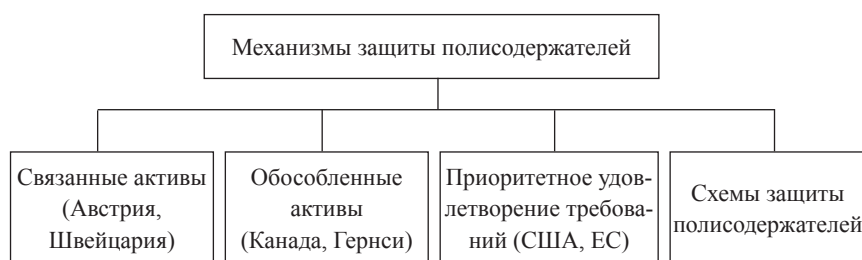 Механизмы защиты полисодержателей
Связанные активы
(Австрия,
Швейцария)
Обособленные
активы
(Канада, Гернси)
Приоритетное удов-
летворение требова-
ний (США, ЕС)
Схемы защиты
полисодержателей